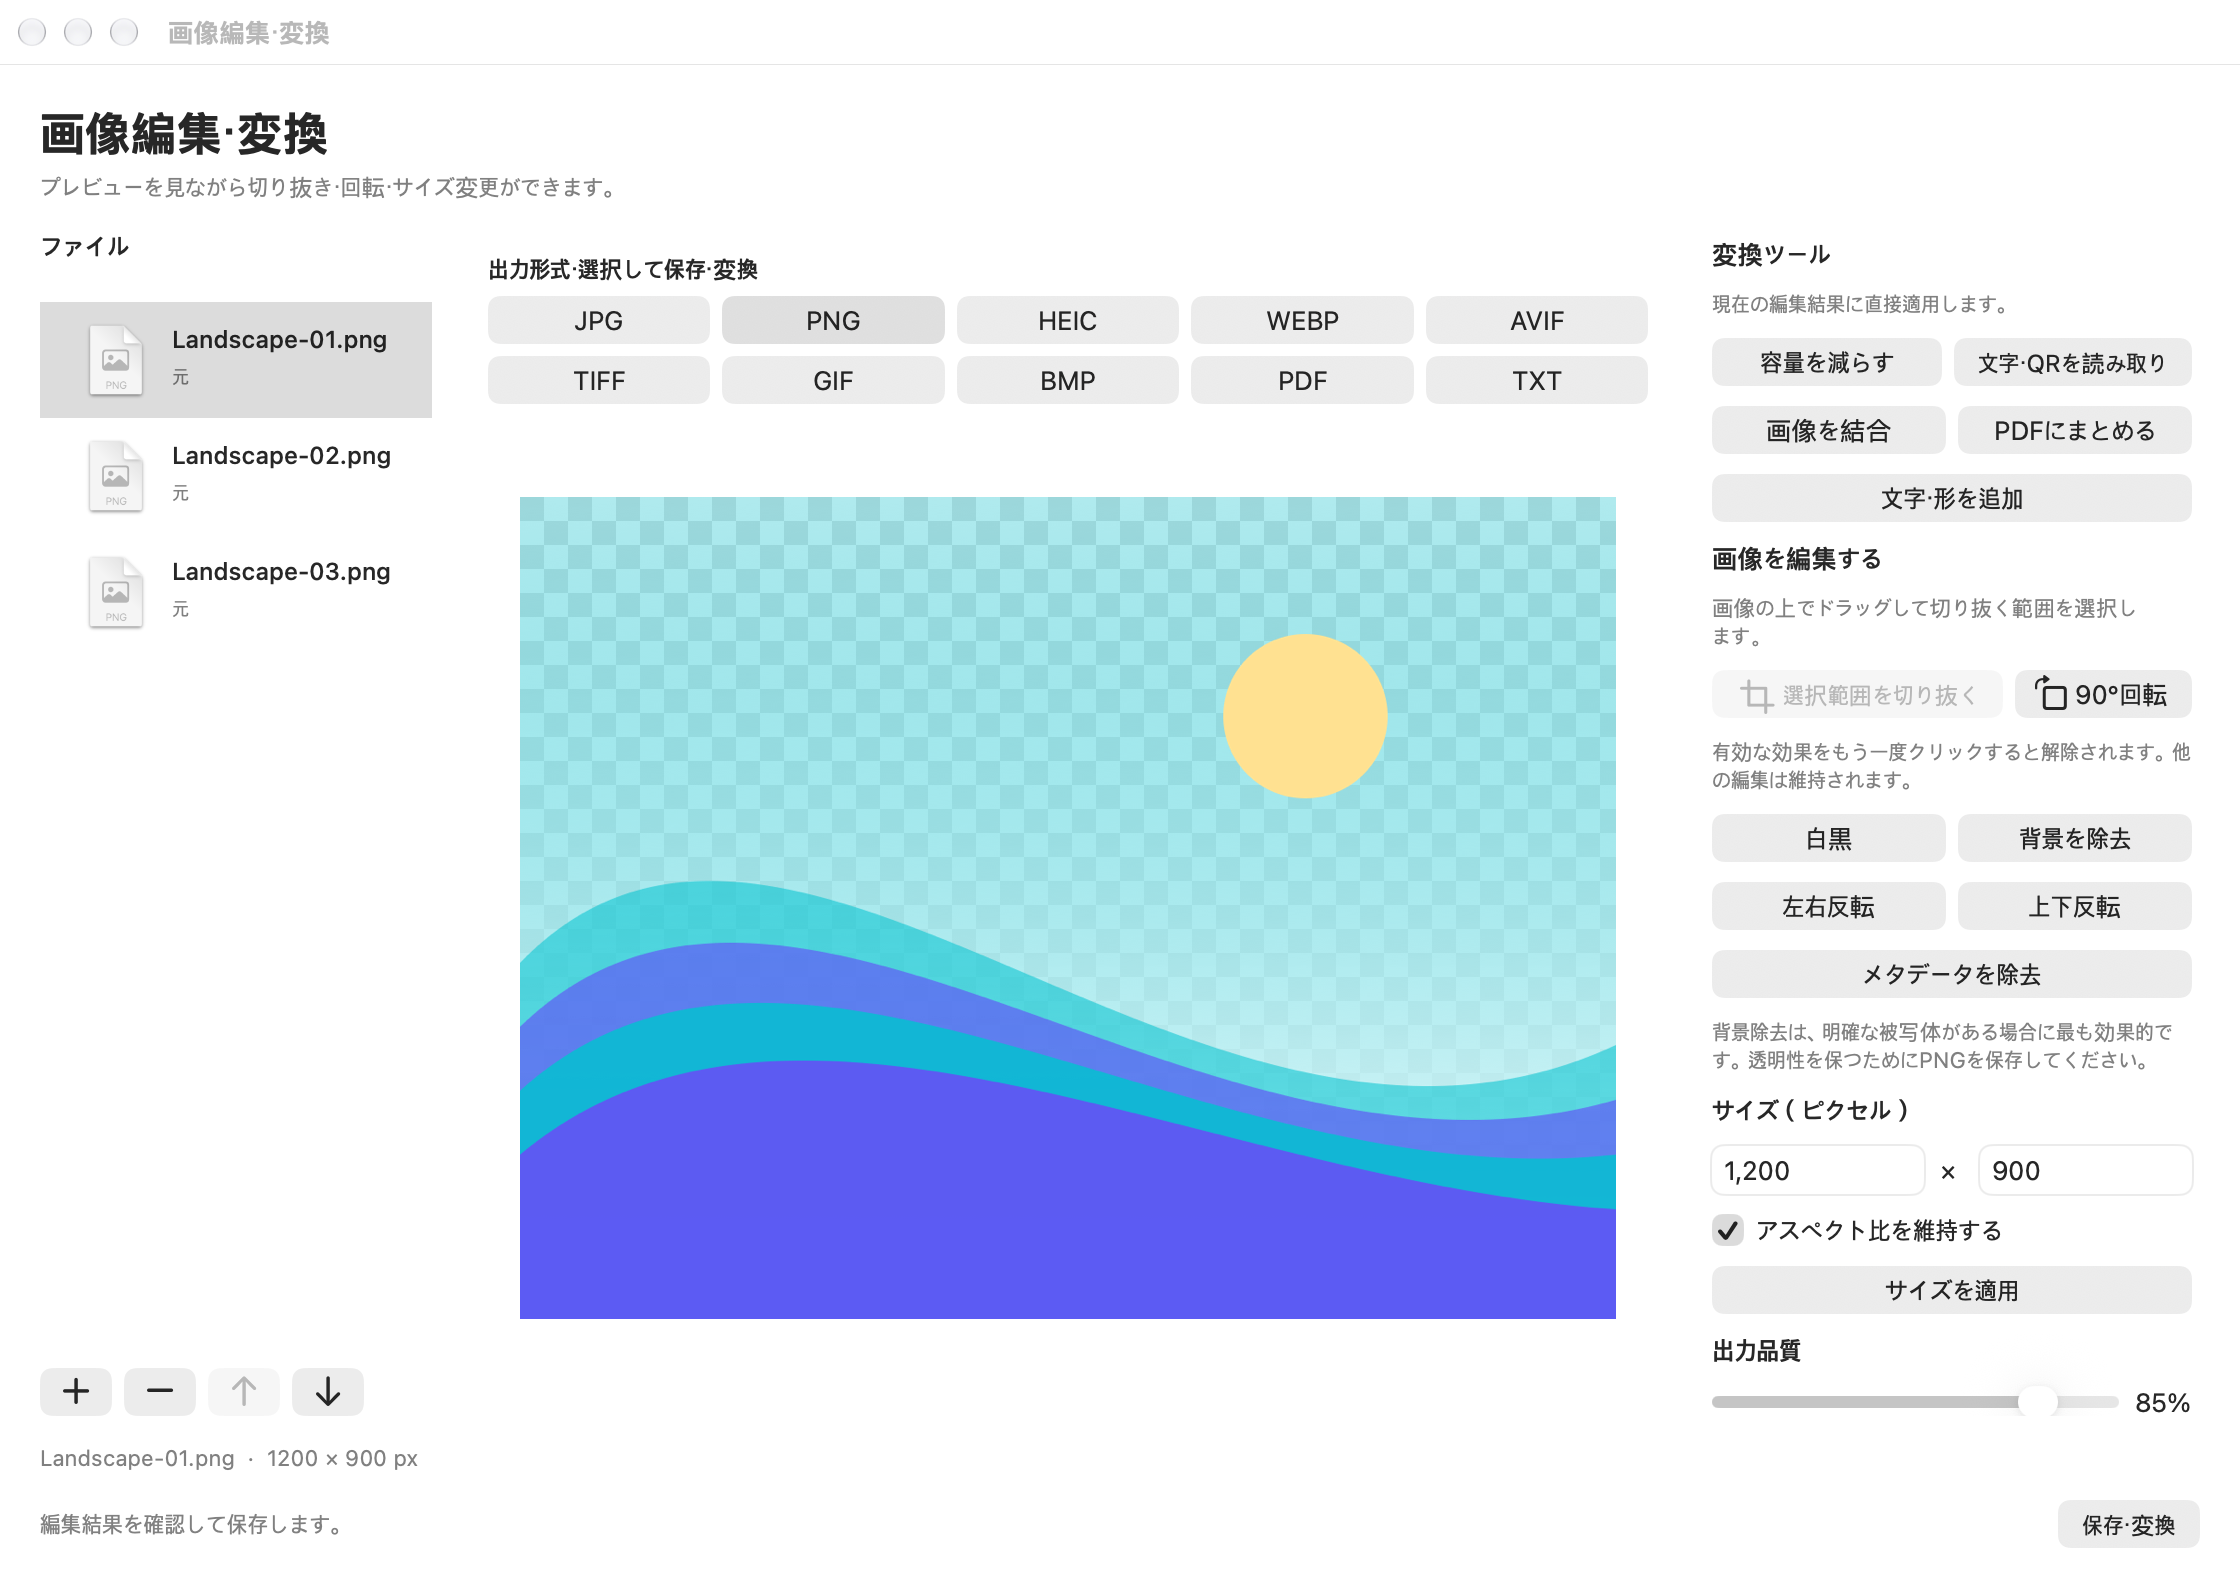 画像編集·変換
画像編集·変換
プレビューを見ながら切り抜き·回転·サイズ変更ができます。
ファイル
Landscape-01.png
元
PNG
Landscape-02.png
元
PNG
Landscape-03.png
元
PNG
出力形式·選択して保存·変換
JPG PNG HEIC WEBP AVIF
TIFF GIF BMP PDF TXT
変換ツール
現在の編集結果に直接適用します。
容量を減らす 文字·QRを読み取り
画像を結合 PDFにまとめる
文字·形を追加
画像を編集する
画像の上でドラッグして切り抜く範囲を選択し
ます。
選択範囲を切り抜く 90°回転
有効な効果をもう一度クリックすると解除されます。他
の編集は維持されます。
白黒 背景を除去
左右反転 上下反転
メタデータを除去
背景除去は、明確な被写体がある場合に最も効果的で
す。透明性を保つためにPNGを保存してください。
サイズ ( ピクセル )
1,200 × 900
アスペクト比を維持する
サイズを適用
出力品質
85%
Landscape-01.png · 1200 × 900 px
編集結果を確認して保存します。
保存·変換